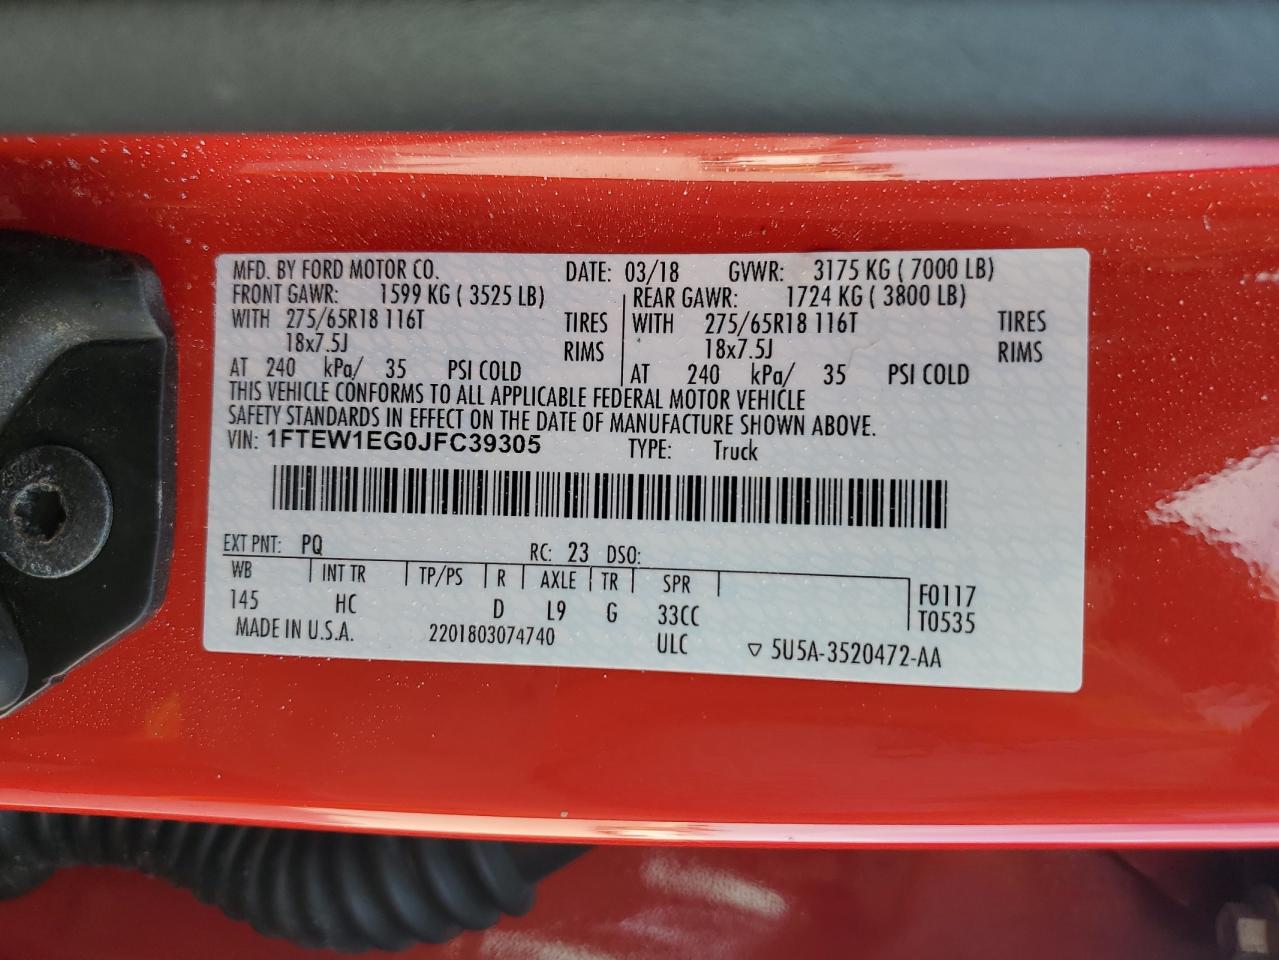 MFD. BY FORD MOTOR CO. DATE: 03/18 GVWR: 3175 KG ( 7000 LB)
FRONT GAWR: 1599 KG ( 3525 LB) REAR GAWR: 1724 KG ( 3800 LB)
WITH 275/65R18 116T TIRES WITH 275/65R18 116T TIRES
18x7.5J RIMS 18x7.5J RIMS
AT 240 kPa/ 35 PSI COLD AT 240 kPa/ 35 PSI COLD
THIS VEHICLE CONFORMS TO ALL APPLICABLE FEDERAL MOTOR VEHICLE
SAFETY STANDARDS IN EFFECT ON THE DATE OF MANUFACTURE SHOWN ABOVE.
VIN: 1FTEW1EG0JFC39305 TYPE: Truck
EXT PNT: PQ RC: 23 DSO:
WB INT TR TP/PS R AXLE TR SPR F0117
145 HC D L9 G 33CC T0535
MADE IN U.S.A. 2201803074740 ULC ▽ 5U5A-3520472-AA